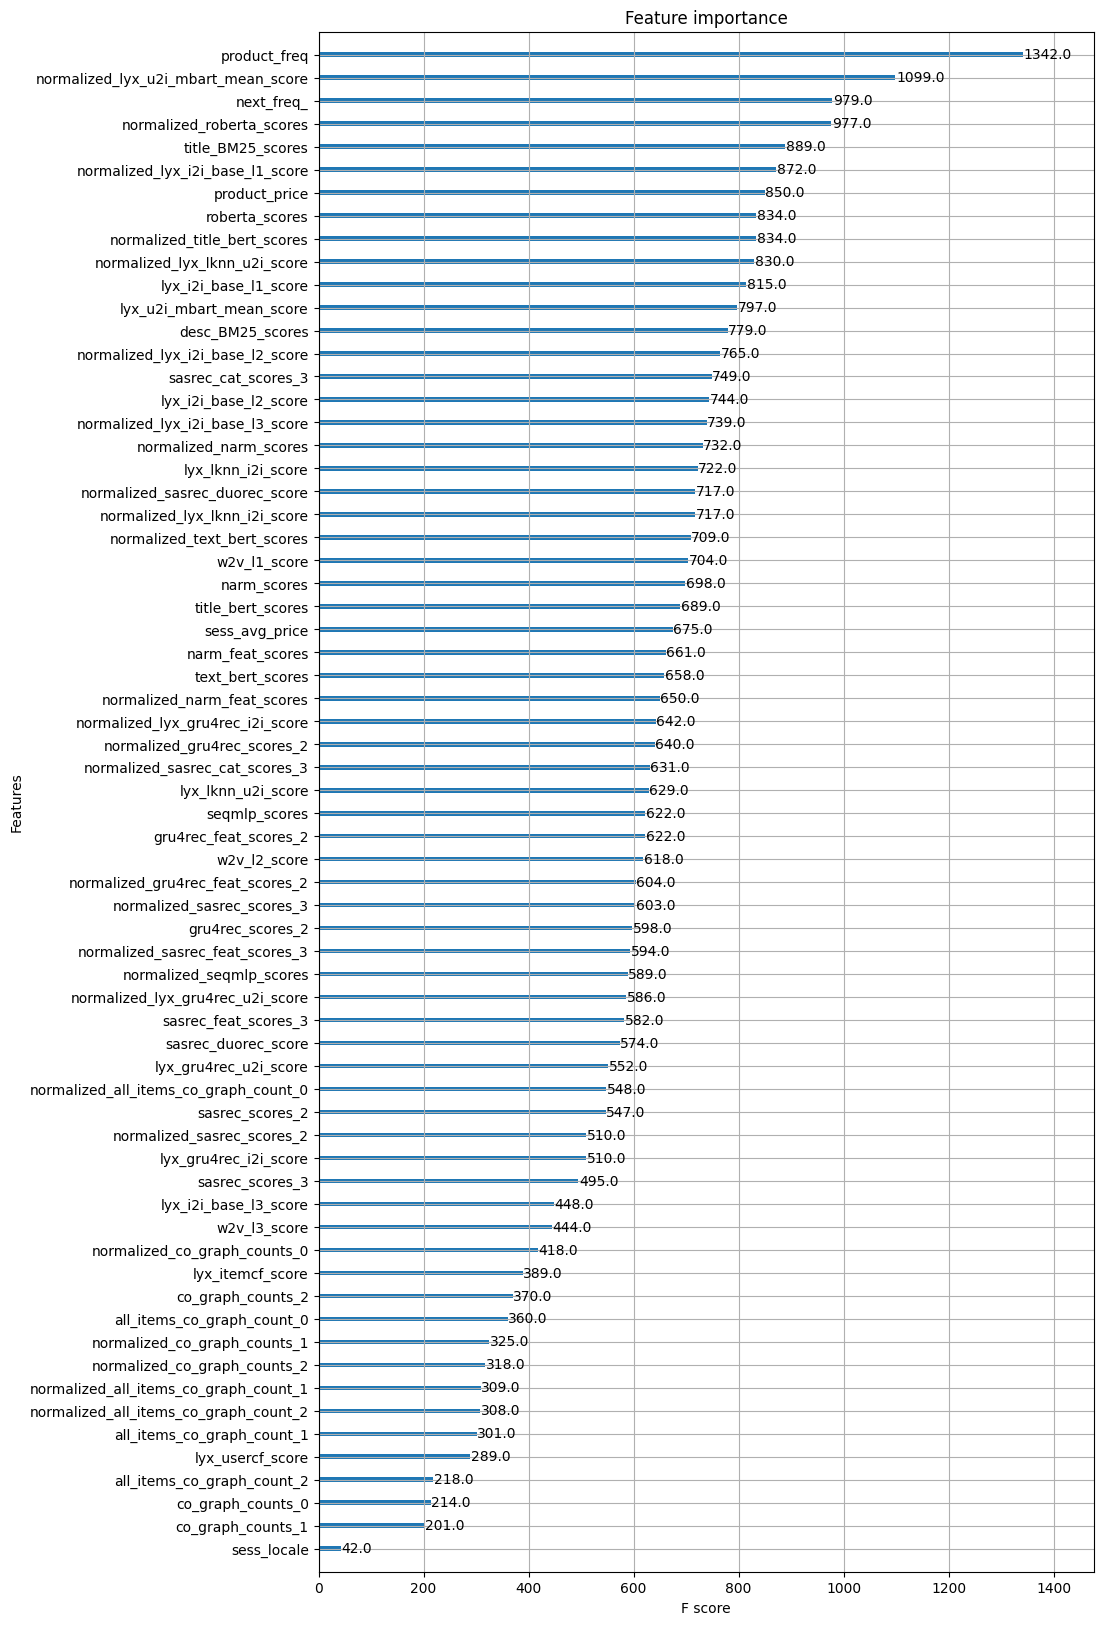 Feature importance
product_freq 1342.0
normalized_lyx_u2i_mbart_mean_score 1099.0
next_freq_ 979.0
normalized_roberta_scores 977.0
title_BM25_scores 889.0
normalized_lyx_i2i_base_l1_score 872.0
product_price 850.0
roberta_scores 834.0
normalized_title_bert_scores 834.0
normalized_lyx_lknn_u2i_score 830.0
lyx_i2i_base_l1_score 815.0
lyx_u2i_mbart_mean_score 797.0
desc_BM25_scores 779.0
normalized_lyx_i2i_base_l2_score 765.0
sasrec_cat_scores_3 749.0
lyx_i2i_base_l2_score 744.0
normalized_lyx_i2i_base_l3_score 739.0
normalized_narm_scores 732.0
lyx_lknn_i2i_score 722.0
normalized_sasrec_duorec_score 717.0
normalized_lyx_lknn_i2i_score 717.0
normalized_text_bert_scores 709.0
w2v_l1_score 704.0
narm_scores 698.0
title_bert_scores 689.0
sess_avg_price 675.0
narm_feat_scores 661.0
text_bert_scores 658.0
normalized_narm_feat_scores 650.0
normalized_lyx_gru4rec_i2i_score 642.0
normalized_gru4rec_scores_2 640.0
normalized_sasrec_cat_scores_3 631.0
lyx_lknn_u2i_score 629.0
seqmlp_scores 622.0
gru4rec_feat_scores_2 622.0
w2v_l2_score 618.0
normalized_gru4rec_feat_scores_2 604.0
normalized_sasrec_scores_3 603.0
gru4rec_scores_2 598.0
normalized_sasrec_feat_scores_3 594.0
normalized_seqmlp_scores 589.0
normalized_lyx_gru4rec_u2i_score 586.0
sasrec_feat_scores_3 582.0
sasrec_duorec_score 574.0
lyx_gru4rec_u2i_score 552.0
normalized_all_items_co_graph_count_0 548.0
sasrec_scores_2 547.0
normalized_sasrec_scores_2 510.0
lyx_gru4rec_i2i_score 510.0
sasrec_scores_3 495.0
lyx_i2i_base_l3_score 448.0
w2v_l3_score 444.0
normalized_co_graph_counts_0 418.0
lyx_itemcf_score 389.0
co_graph_counts_2 370.0
all_items_co_graph_count_0 360.0
normalized_co_graph_counts_1 325.0
normalized_co_graph_counts_2 318.0
normalized_all_items_co_graph_count_1 309.0
normalized_all_items_co_graph_count_2 308.0
all_items_co_graph_count_1 301.0
lyx_usercf_score 289.0
all_items_co_graph_count_2 218.0
co_graph_counts_0 214.0
co_graph_counts_1 201.0
sess_locale 42.0
Features
0 200 400 600 800 1000 1200 1400
F score